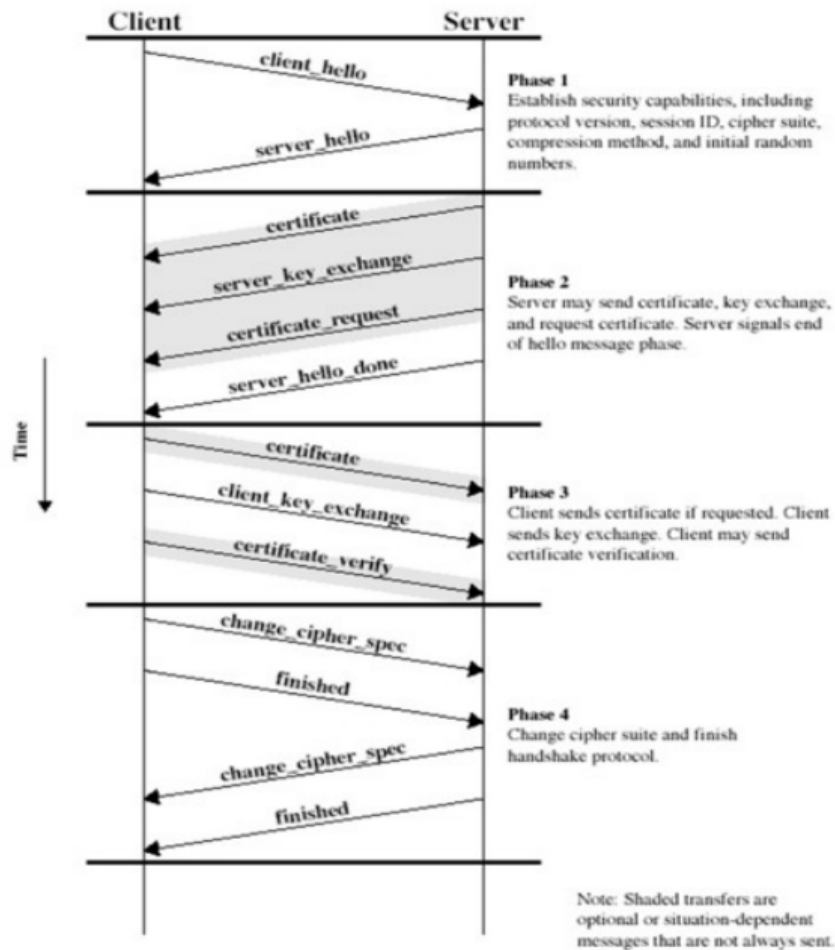 Client Server
client_hello
Phase 1
Establish security capabilities, including
protocol version, session ID, cipher suite,
compression method, and initial random
numbers.
server_hello
certificate
server_key_exchange
Phase 2
Server may send certificate, key exchange,
and request certificate. Server signals end
of hello message phase.
certificate_request
server_hello_done
Time
certificate
client_key_exchange
Phase 3
Client sends certificate if requested. Client
sends key exchange. Client may send
certificate verification.
certificate_verify
change_cipher_spec
finished
Phase 4
Change cipher suite and finish
handshake protocol.
change_cipher_spec
finished
Note: Shaded transfers are
optional or situation-dependent
messages that are not always sent